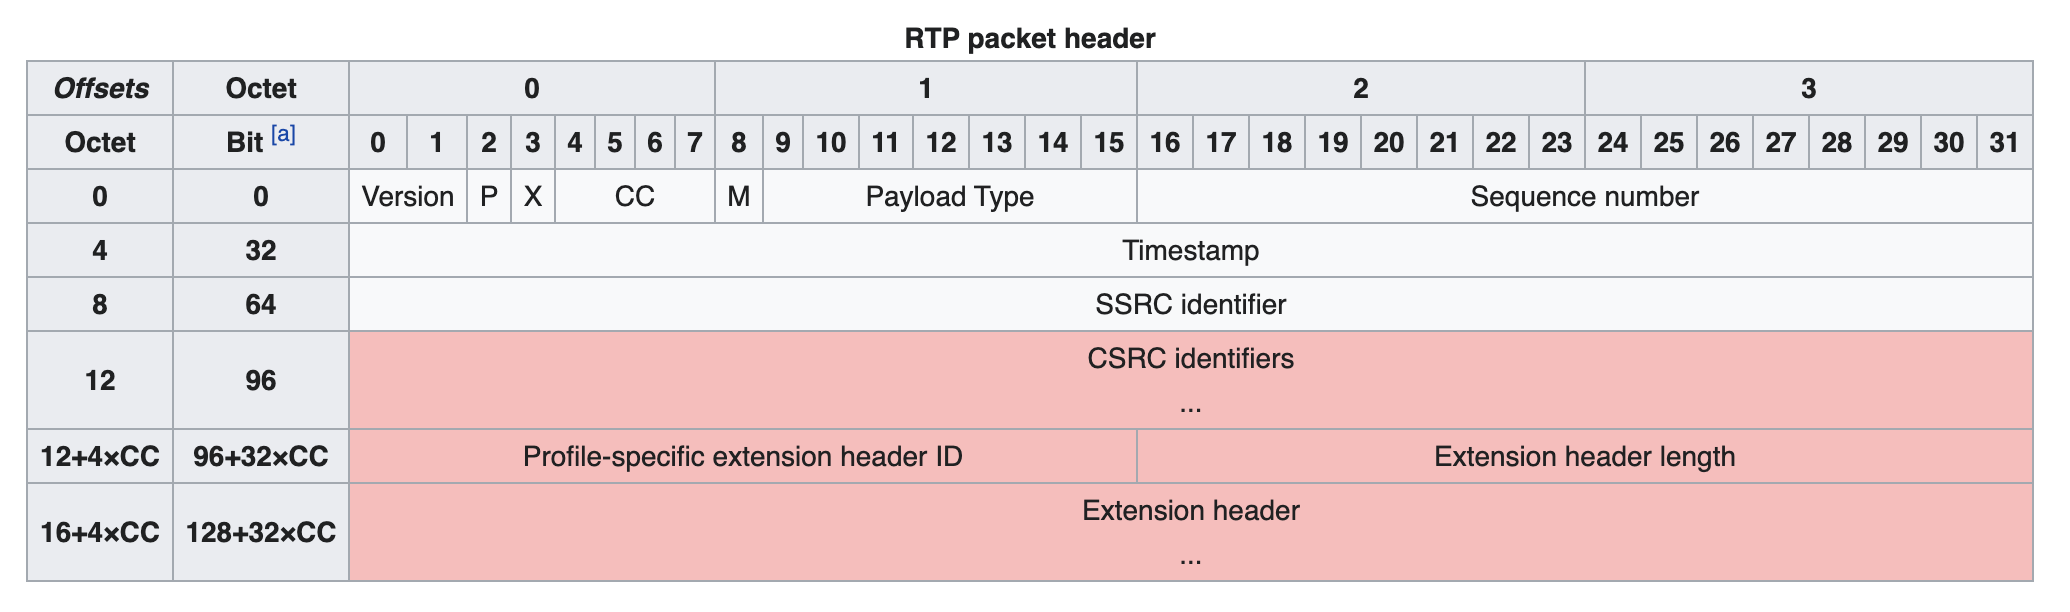 RTP packet header
Offsets Octet 0 1 2 3
Octet Bit [a] 0 1 2 3 4 5 6 7 8 9 10 11 12 13 14 15 16 17 18 19 20 21 22 23 24 25 26 27 28 29 30 31
0 0 Version P X CC M Payload Type Sequence number
4 32 Timestamp
8 64 SSRC identifier
12 96 CSRC identifiers
...
12+4×CC 96+32×CC Profile-specific extension header ID Extension header length
16+4×CC 128+32×CC Extension header
...